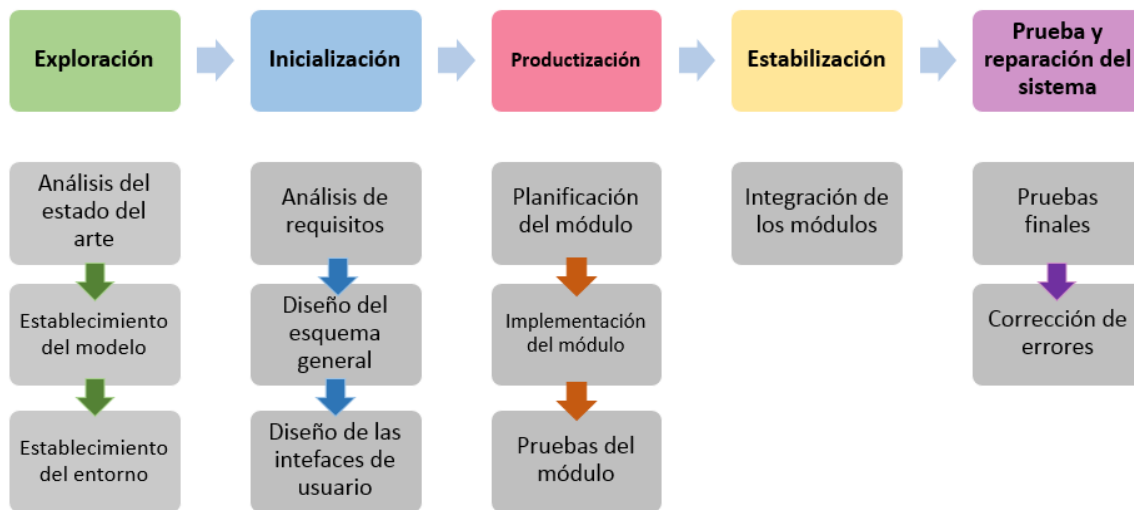 Exploración
Inicialización
Productización
Estabilización
Prueba y
reparación del
sistema
Análisis del
estado del
arte
Establecimiento
del modelo
Establecimiento
del entorno
Análisis de
requisitos
Diseño del
esquema
general
Diseño de las
intefaces de
usuario
Planificación
del módulo
Implementación
del módulo
Pruebas del
módulo
Integración de
los módulos
Pruebas
finales
Corrección de
errores